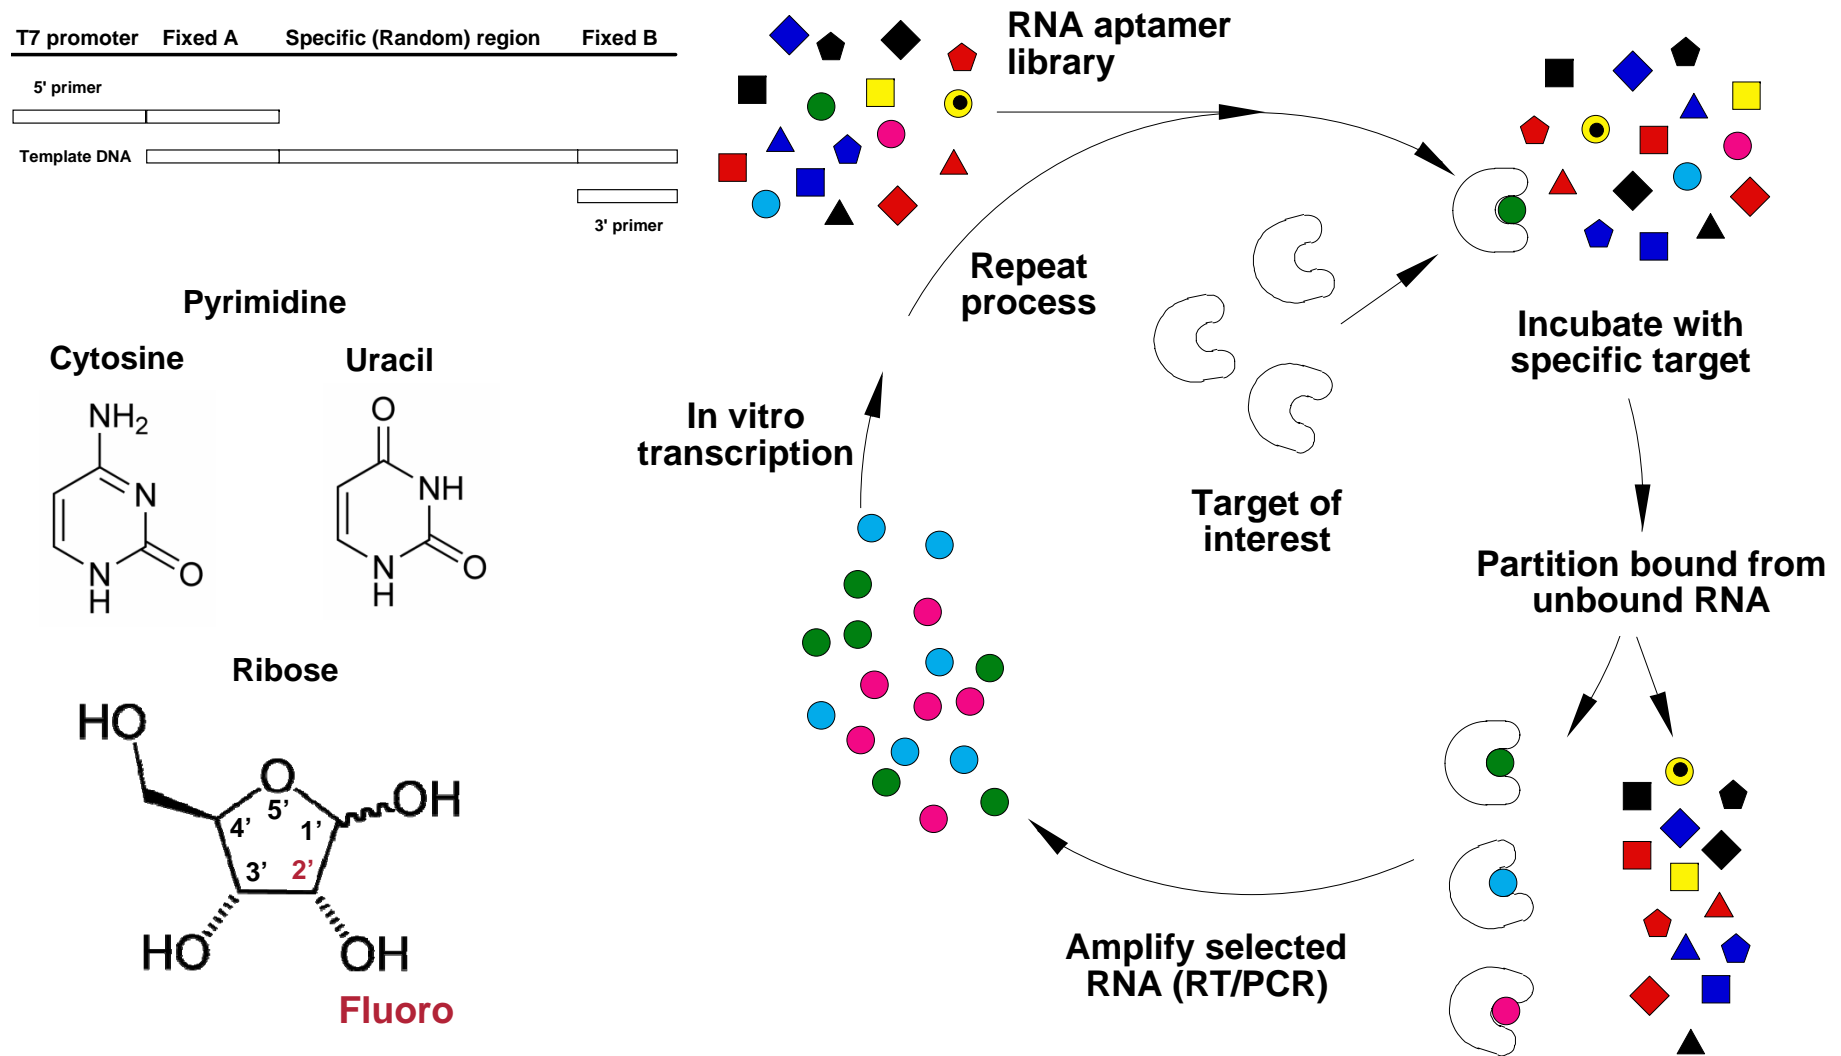 T7 promoter Fixed A Specific (Random) region Fixed B
5' primer
Template DNA
3' primer
RNA aptamer
library
Repeat
process
Incubate with
specific target
Pyrimidine
Cytosine Uracil
NH2
N
N
H
O
O
NH
N
H
O
In vitro
transcription
Target of
interest
Partition bound from
unbound RNA
Ribose
HO
O
OH
5’
4’
1’
3’
2’
HO
OH
Fluoro
Amplify selected
RNA (RT/PCR)